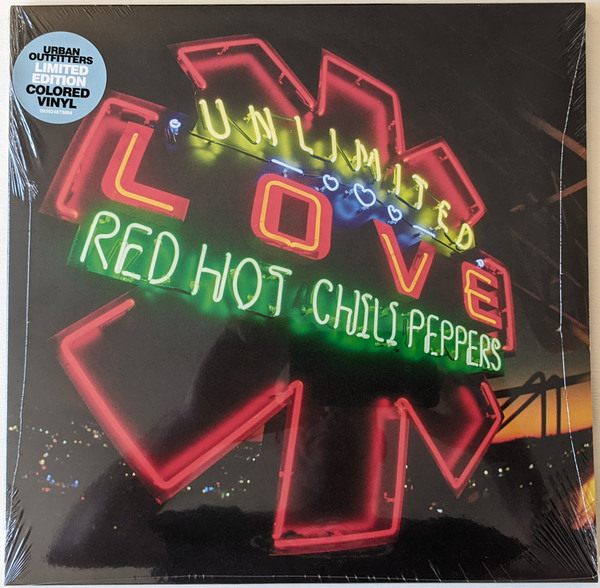 URBAN
OUTFITTERS
LIMITED
EDITION
COLORED
VINYL
UNLIMITED
LOVE
RED HOT CHILI PEPPERS